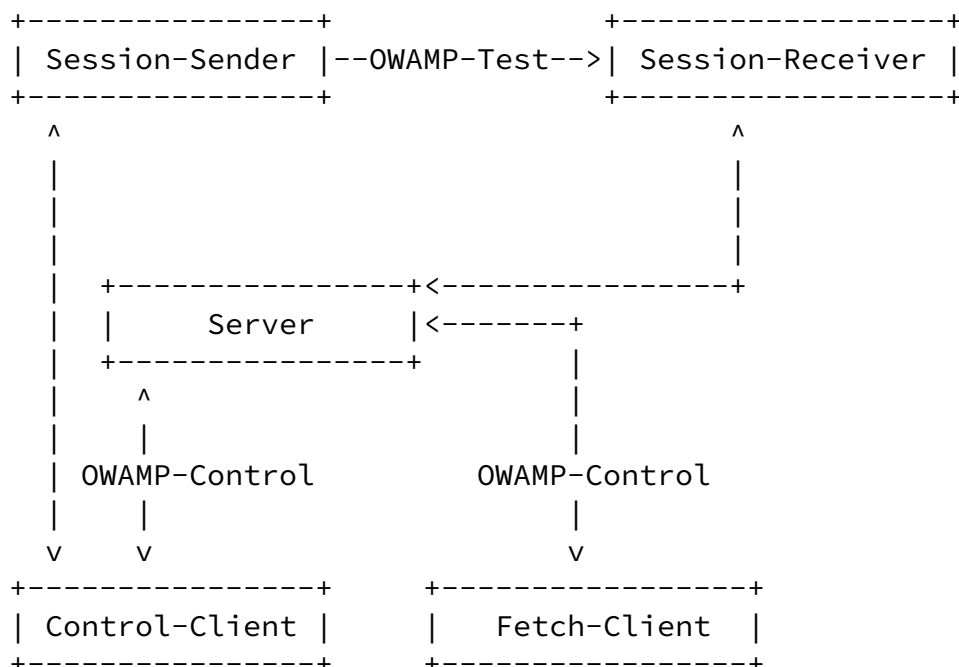 Session-Sender --OWAMP-Test--> Session-Receiver
Server
OWAMP-Control OWAMP-Control
Control-Client Fetch-Client